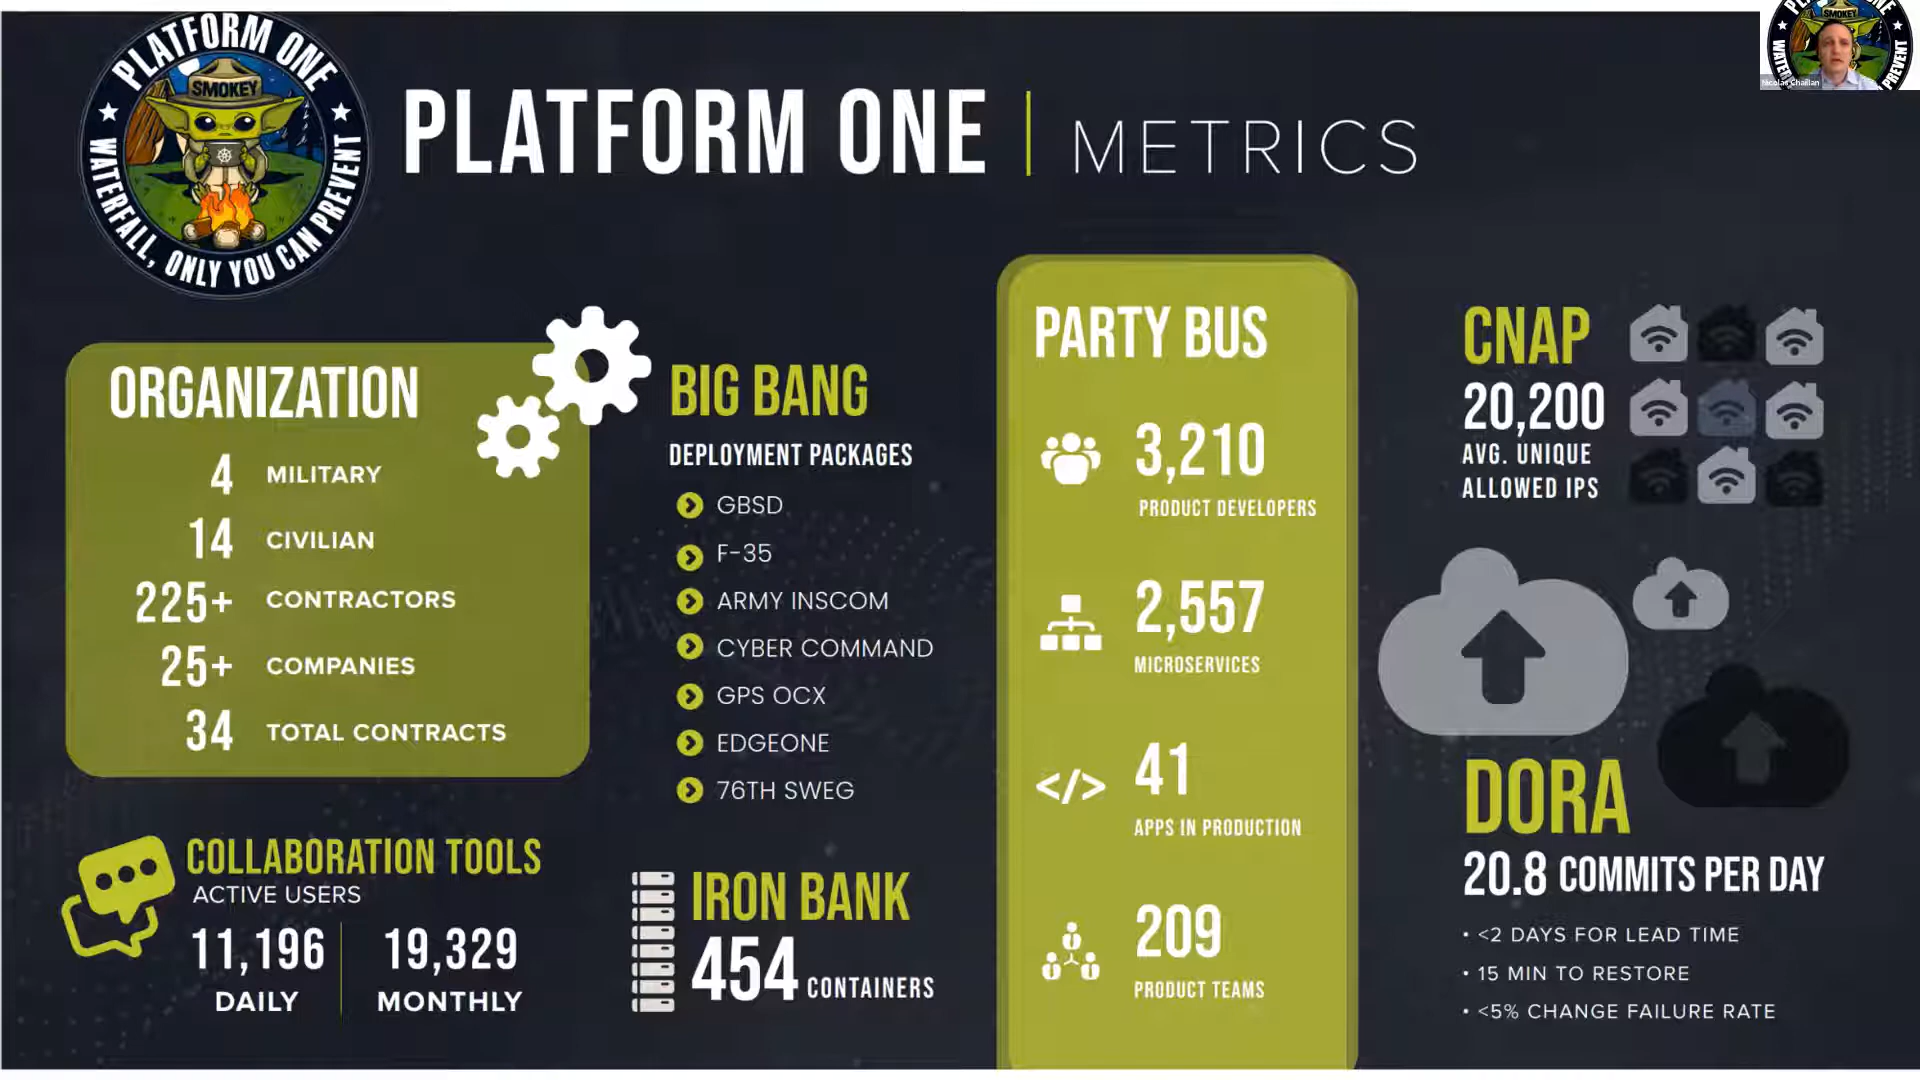 PLATFORM ONE
SMOKEY
WATERFALL, ONLY YOU CAN PREVENT
PLATFORM ONE | METRICS
SMOKEY
PREVENT
Nicolas Chaillan
ORGANIZATION
4 MILITARY
14 CIVILIAN
225+ CONTRACTORS
25+ COMPANIES
34 TOTAL CONTRACTS
COLLABORATION TOOLS
ACTIVE USERS
11,196 19,329
DAILY MONTHLY
BIG BANG
DEPLOYMENT PACKAGES
GBSD
F-35
ARMY INSCOM
CYBER COMMAND
GPS OCX
EDGEONE
76TH SWEG
IRON BANK
454 CONTAINERS
PARTY BUS
3,210
PRODUCT DEVELOPERS
2,557
MICROSERVICES
</> 41
APPS IN PRODUCTION
209
PRODUCT TEAMS
CNAP
20,200
AVG. UNIQUE
ALLOWED IPS
DORA
20.8 COMMITS PER DAY
• <2 DAYS FOR LEAD TIME
• 15 MIN TO RESTORE
• <5% CHANGE FAILURE RATE